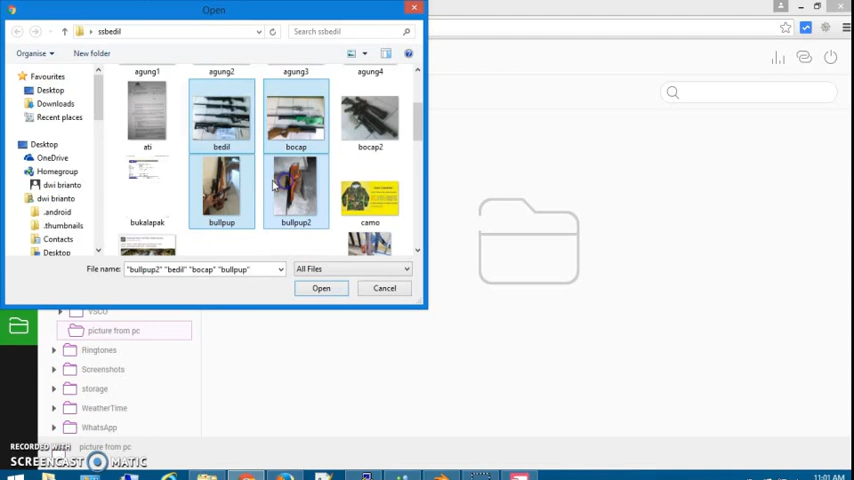 Open
ssbedil
Search ssbedil
Organise
New folder
Favourites
Desktop
Downloads
Recent places
Desktop
OneDrive
Homegroup
dwi brianto
dwi brianto
.android
.thumbnails
Contacts
Desktop
agung1 agung2 agung3 agung4
ati bedil bocap bocap2
bukalapak bullpup bullpup2 camo
File name: "bullpup2" "bedil" "bocap" "bullpup"
All Files
Open Cancel
VSCO
picture from pc
Ringtones
Screenshots
storage
WeatherTime
WhatsApp
picture from pc
RECORDED WITH
SCREENCAST MATIC
11:01 AM